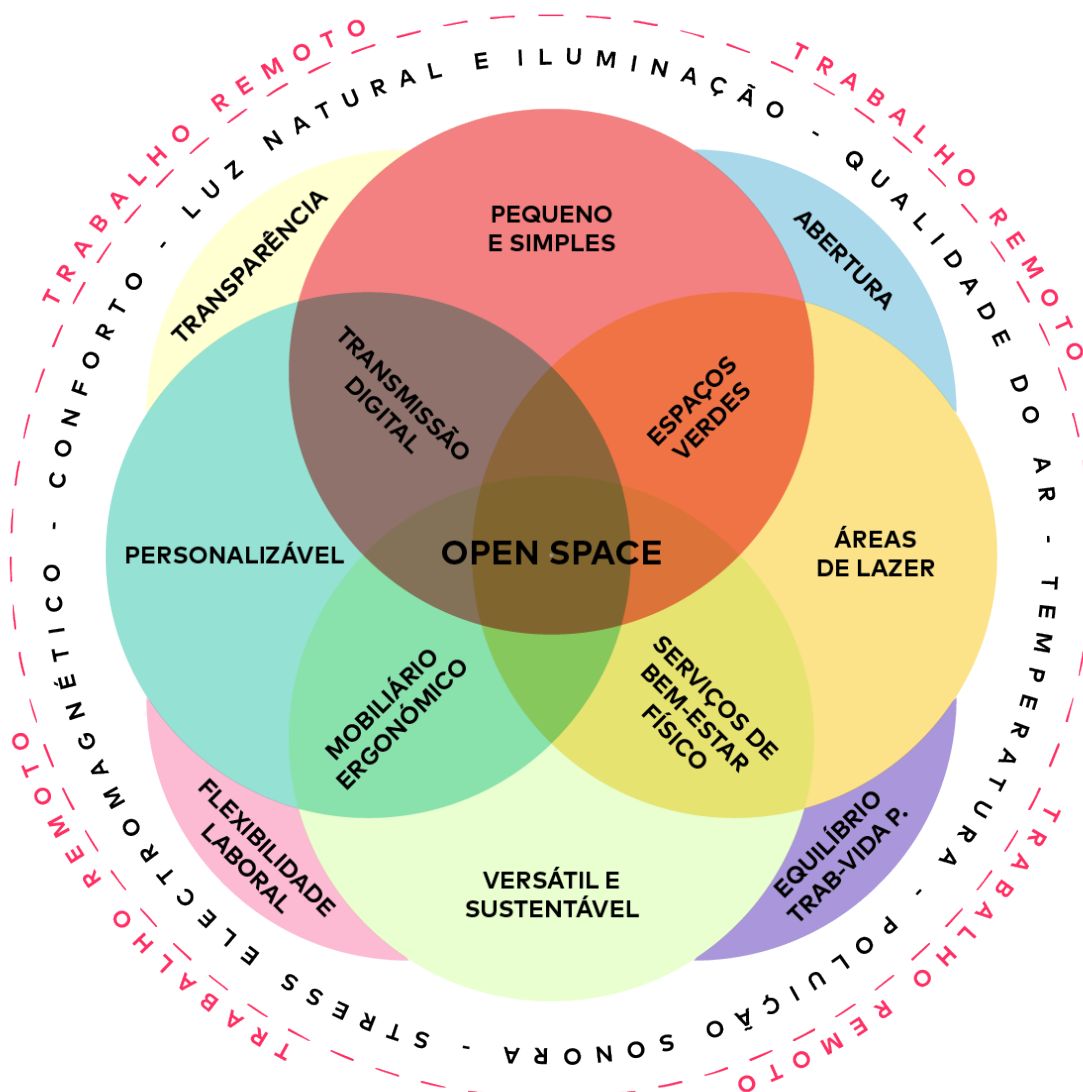 TRABALHO REMOTO
TRABALHO REMOTO
TRABALHO REMOTO
TRABALHO REMOTO
CONFORTO - LUZ NATURAL E ILUMINAÇÃO - QUALIDADE DO AR - TEMPERATURA - POLUIÇÃO SONORA - STRESS ELECTROMAGNÉTICO -
TRANSPARÊNCIA
PEQUENO
E SIMPLES
ABERTURA
TRANSMISSÃO
DIGITAL
ESPAÇOS
VERDES
PERSONALIZÁVEL
OPEN SPACE
ÁREAS
DE LAZER
MOBILIÁRIO
ERGONÓMICO
SERVIÇOS DE
BEM-ESTAR
FÍSICO
FLEXIBILIDADE
LABORAL
VERSÁTIL E
SUSTENTÁVEL
EQUILÍBRIO
TRAB-VIDA P.